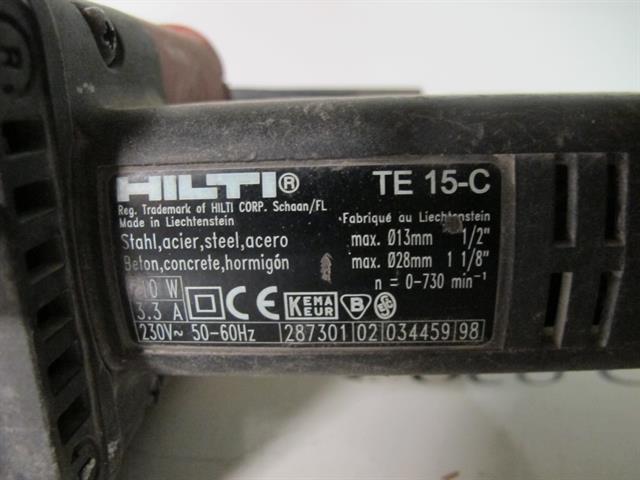 HILTI® TE 15-C
Reg. Trademark of HILTI CORP. Schaan/FL
Made in Liechtenstein Fabriqué au Liechtenstein
Stahl,acier,steel,acero max. Ø13mm 1/2"
Beton,concrete,hormigón max. Ø28mm 1 1/8"
W n = 0-730 min⁻¹
3.3 A CE KEMA EUR B S
230V~ 50-60Hz 287301 02 034459 98